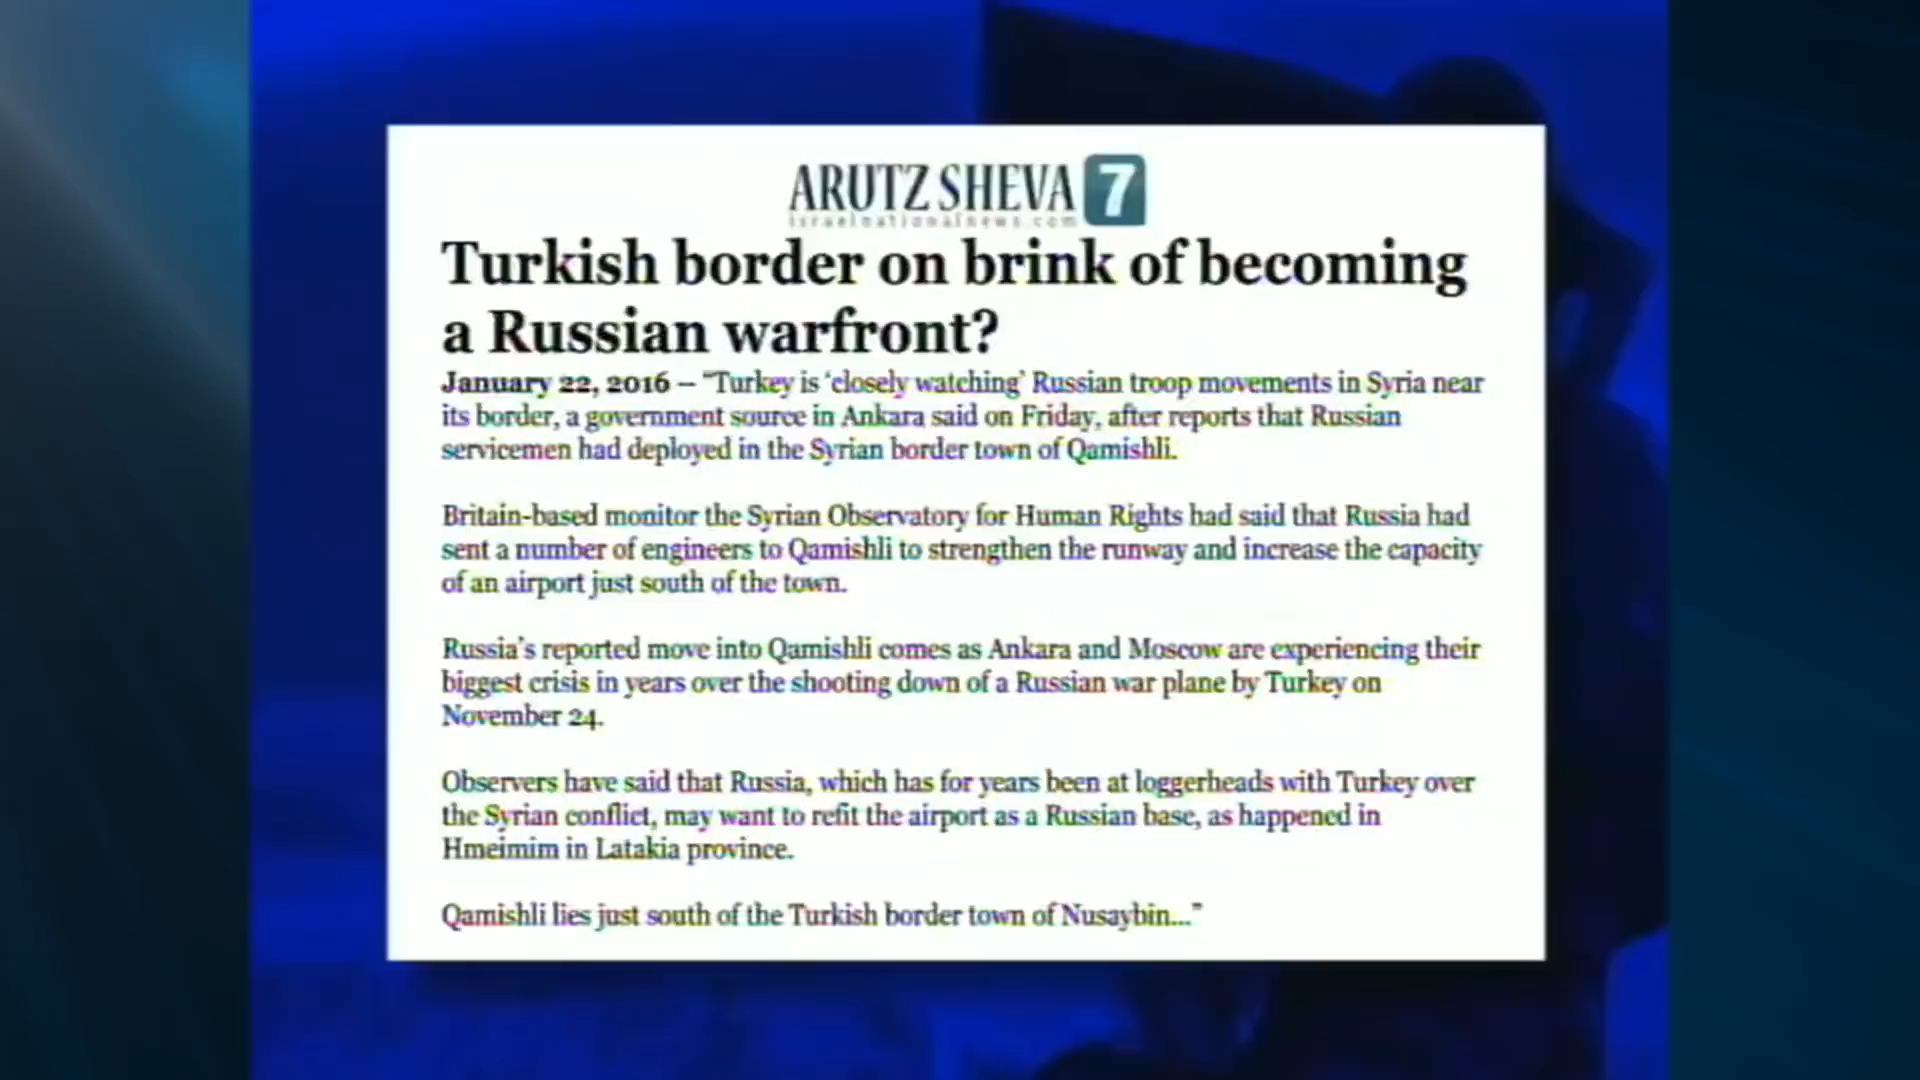 ARUTZ SHEVA 7
israelnationalnews.com
Turkish border on brink of becoming
a Russian warfront?
January 22, 2016 – “Turkey is ‘closely watching’ Russian troop movements in Syria near
its border, a government source in Ankara said on Friday, after reports that Russian
servicemen had deployed in the Syrian border town of Qamishli.
Britain-based monitor the Syrian Observatory for Human Rights had said that Russia had
sent a number of engineers to Qamishli to strengthen the runway and increase the capacity
of an airport just south of the town.
Russia’s reported move into Qamishli comes as Ankara and Moscow are experiencing their
biggest crisis in years over the shooting down of a Russian war plane by Turkey on
November 24.
Observers have said that Russia, which has for years been at loggerheads with Turkey over
the Syrian conflict, may want to refit the airport as a Russian base, as happened in
Hmeimim in Latakia province.
Qamishli lies just south of the Turkish border town of Nusaybin...”